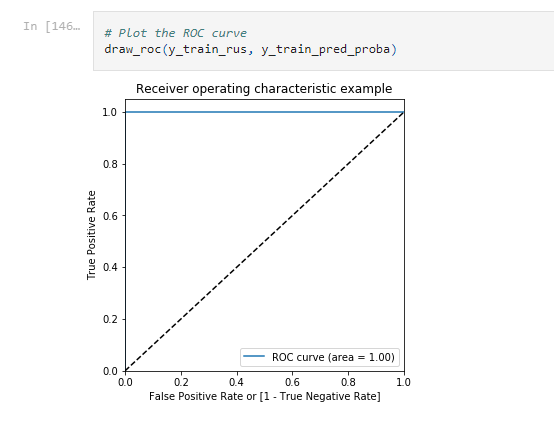 In [146…
# Plot the ROC curve
draw_roc(y_train_rus, y_train_pred_proba)
Receiver operating characteristic example
1.0
0.8
0.6
0.4
0.2
0.0
True Positive Rate
ROC curve (area = 1.00)
0.0 0.2 0.4 0.6 0.8 1.0
False Positive Rate or [1 - True Negative Rate]